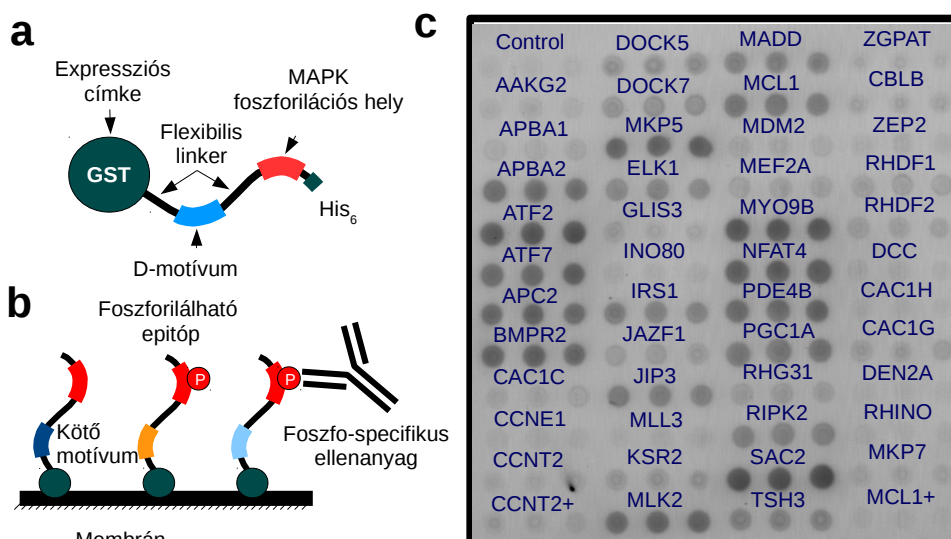 a
Expressziós
címke
MAPK
foszforilációs hely
Flexibilis
linker
GST
His6
D-motívum
b
Foszforilálható
epitóp
P
P
Kötő
motívum
Foszfo-specifikus
ellenanyag
Membrán
c
Control
AAKG2
APBA1
APBA2
ATF2
ATF7
APC2
BMPR2
CAC1C
CCNE1
CCNT2
CCNT2+
DOCK5
DOCK7
MKP5
ELK1
GLIS3
INO80
IRS1
JAZF1
JIP3
MLL3
KSR2
MLK2
MADD
MCL1
MDM2
MEF2A
MYO9B
NFAT4
PDE4B
PGC1A
RHG31
RIPK2
SAC2
TSH3
ZGPAT
CBLB
ZEP2
RHDF1
RHDF2
DCC
CAC1H
CAC1G
DEN2A
RHINO
MKP7
MCL1+